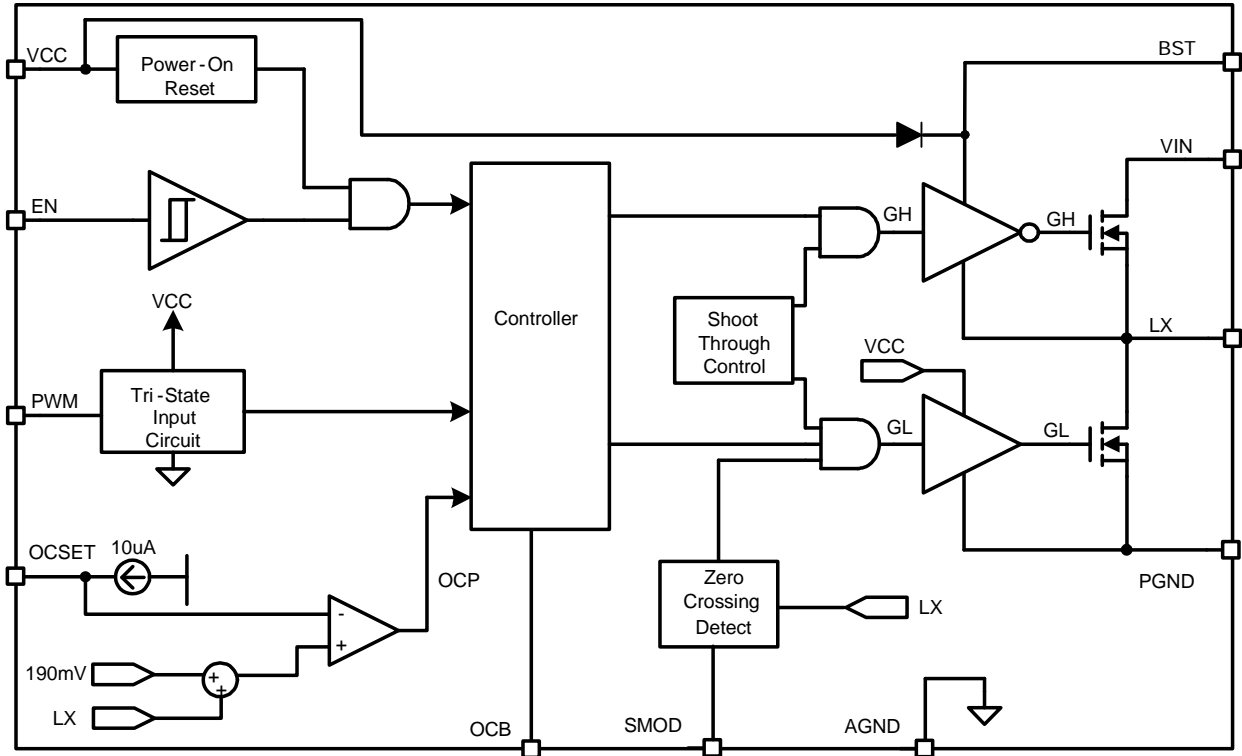 VCC
Power-On
Reset
BST
VIN
EN
GH
GH
VCC
Controller
Shoot
Through
Control
LX
VCC
PWM
Tri-State
Input
Circuit
GL
GL
OCSET
10uA
OCP
PGND
Zero
Crossing
Detect
LX
-
+
190mV
+
+
LX
OCB
SMOD
AGND